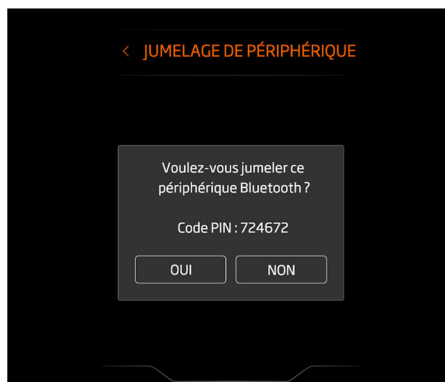 < JUMELAGE DE PÉRIPHÉRIQUE
Voulez-vous jumeler ce
périphérique Bluetooth ?
Code PIN : 724672
OUI
NON